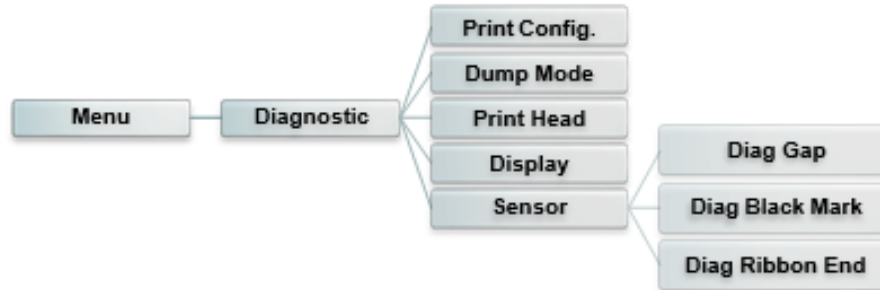 Menu
Diagnostic
Print Config.
Dump Mode
Print Head
Display
Sensor
Diag Gap
Diag Black Mark
Diag Ribbon End